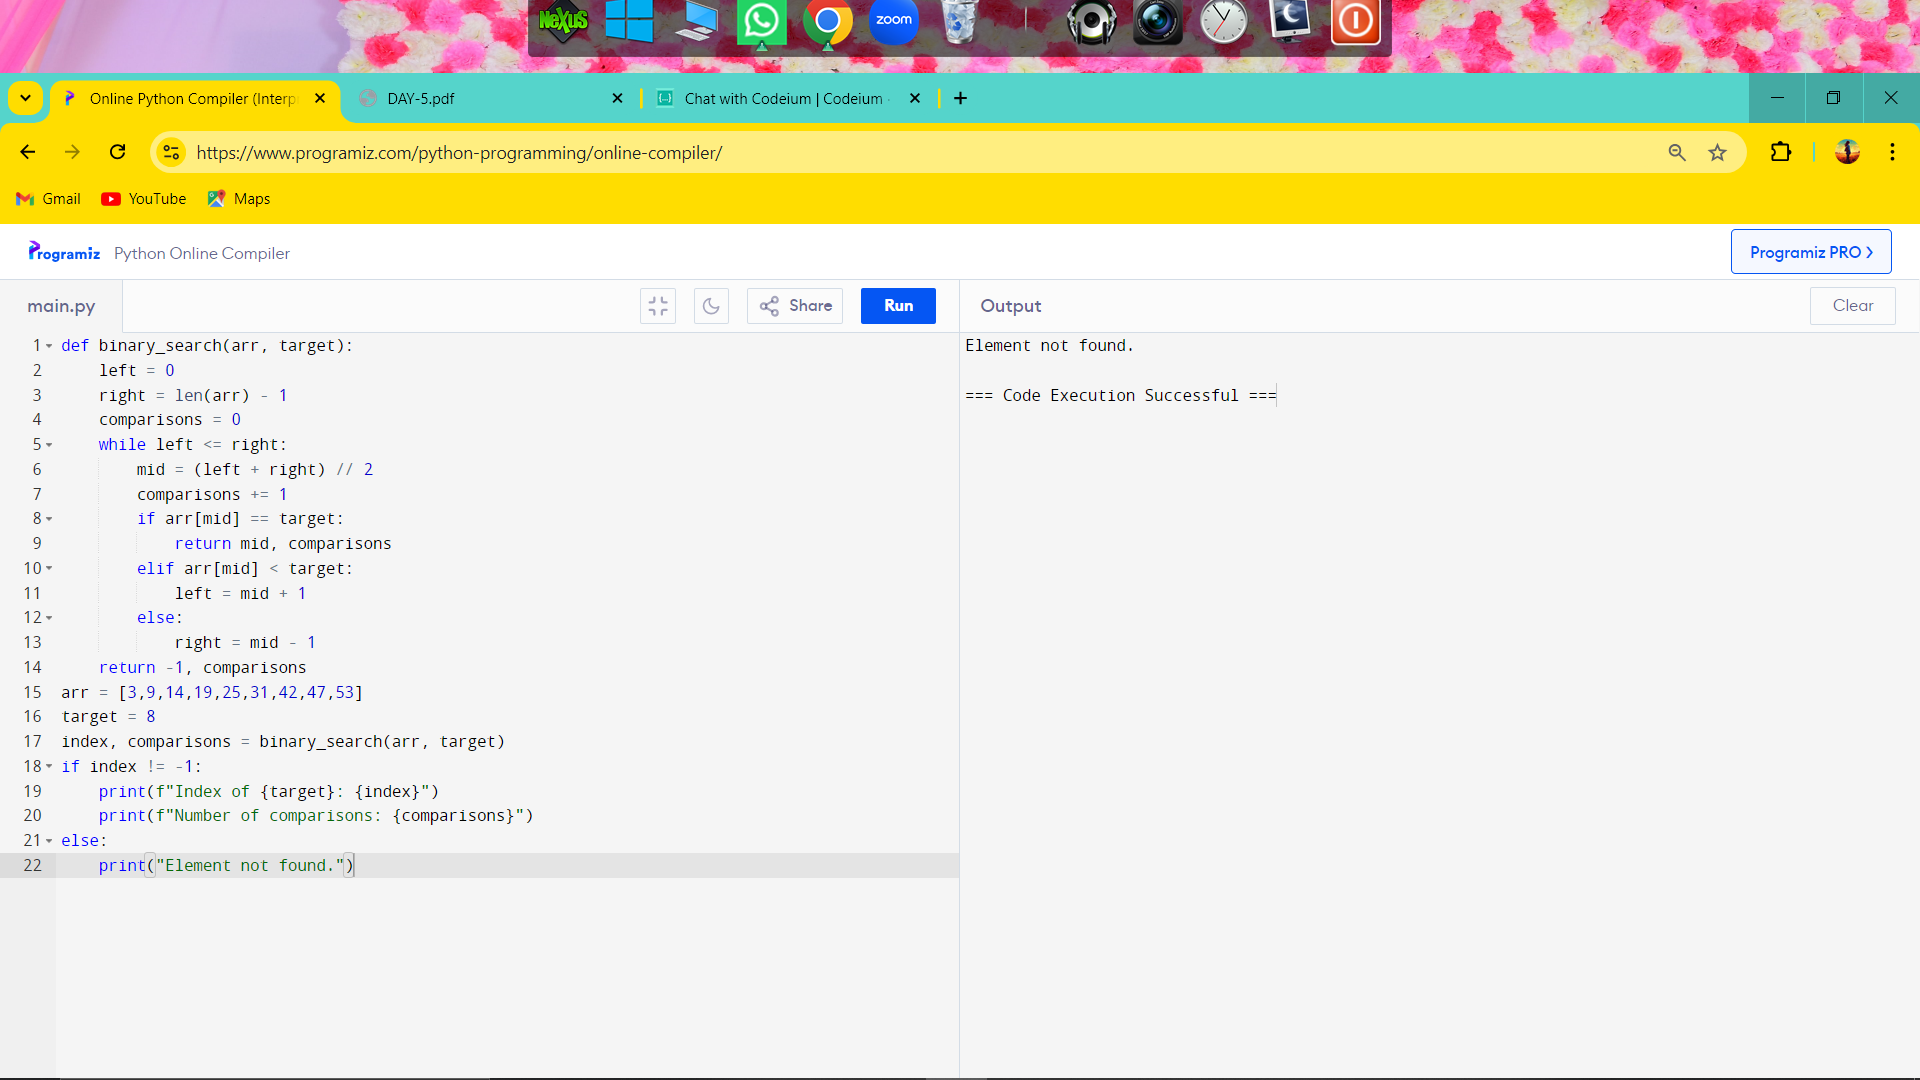 NeXuS
zoom
Online Python Compiler (Interp
DAY-5.pdf
Chat with Codeium | Codeium
https://www.programiz.com/python-programming/online-compiler/
Gmail
YouTube
Maps
Programiz
Python Online Compiler
Programiz PRO >
main.py
Share
Run
Output
Clear
1 def binary_search(arr, target):
2     left = 0
3     right = len(arr) - 1
4     comparisons = 0
5     while left <= right:
6         mid = (left + right) // 2
7         comparisons += 1
8         if arr[mid] == target:
9             return mid, comparisons
10         elif arr[mid] < target:
11             left = mid + 1
12         else:
13             right = mid - 1
14     return -1, comparisons
15 arr = [3,9,14,19,25,31,42,47,53]
16 target = 8
17 index, comparisons = binary_search(arr, target)
18 if index != -1:
19     print(f"Index of {target}: {index}")
20     print(f"Number of comparisons: {comparisons}")
21 else:
22     print("Element not found.")
Element not found.
=== Code Execution Successful ===